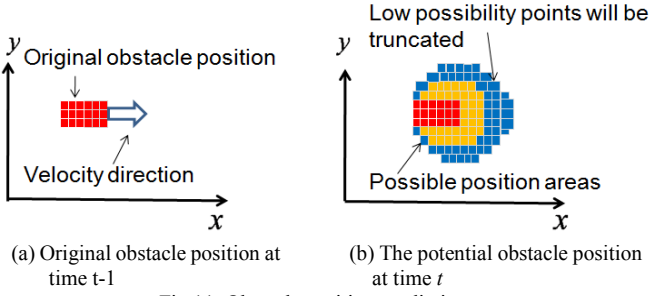 y
Original obstacle position
Velocity direction
x
(a) Original obstacle position at
time t-1
Low possibility points will be
truncated
y
Possible position areas
x
(b) The potential obstacle position
at time t